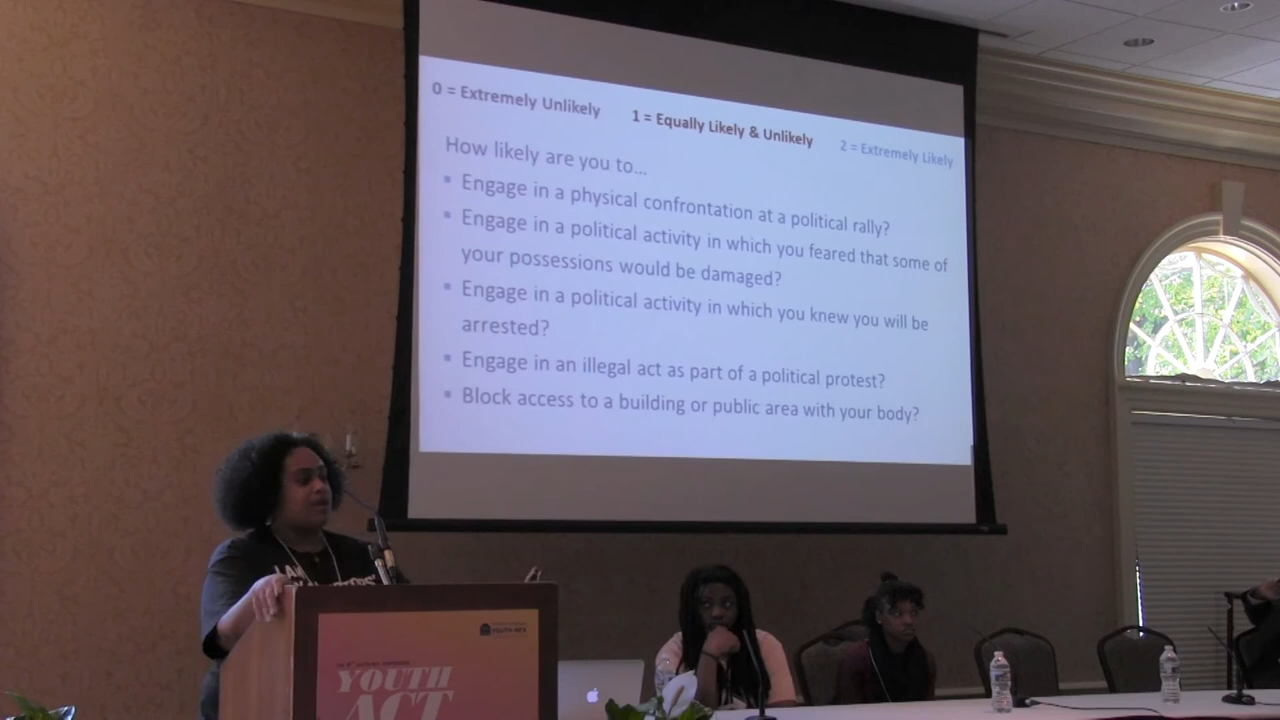 0 = Extremely Unlikely
1 = Equally Likely & Unlikely
2 = Extremely Likely
How likely are you to...
Engage in a physical confrontation at a political rally?
Engage in a political activity in which you feared that some of
your possessions would be damaged?
Engage in a political activity in which you knew you will be
arrested?
Engage in an illegal act as part of a political protest?
Block access to a building or public area with your body?
YOUTH
ACT